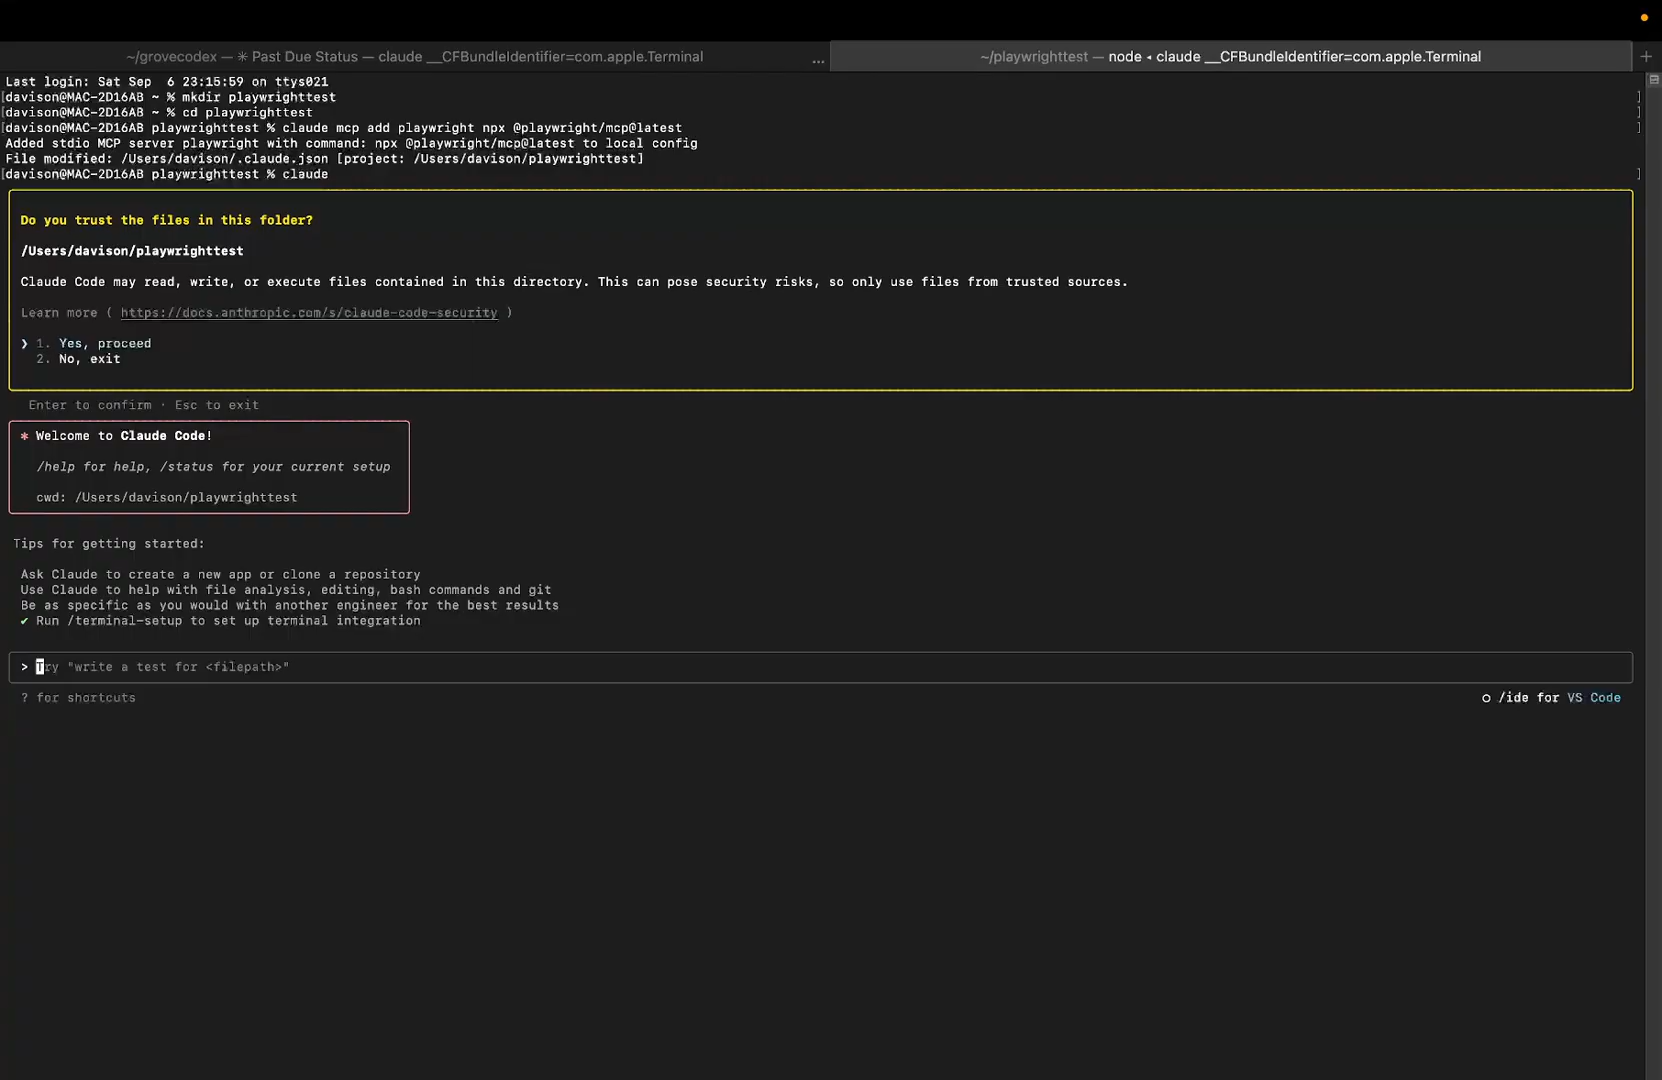 ~/grovecodex — ✳ Past Due Status — claude __CFBundleIdentifier=com.apple.Terminal
...
~/playwrighttest — node ◂ claude __CFBundleIdentifier=com.apple.Terminal
+
Last login: Sat Sep  6 23:15:59 on ttys021
[davison@MAC-2D16AB ~ % mkdir playwrighttest ]
[davison@MAC-2D16AB ~ % cd playwrighttest ]
[davison@MAC-2D16AB playwrighttest % claude mcp add playwright npx @playwright/mcp@latest ]
Added stdio MCP server playwright with command: npx @playwright/mcp@latest to local config
File modified: /Users/davison/.claude.json [project: /Users/davison/playwrighttest]
[davison@MAC-2D16AB playwrighttest % claude ]
Do you trust the files in this folder?
/Users/davison/playwrighttest
Claude Code may read, write, or execute files contained in this directory. This can pose security risks, so only use files from trusted sources.
Learn more ( https://docs.anthropic.com/s/claude-code-security )
❯ 1. Yes, proceed
2. No, exit
Enter to confirm · Esc to exit
* Welcome to Claude Code!
/help for help, /status for your current setup
cwd: /Users/davison/playwrighttest
Tips for getting started:
Ask Claude to create a new app or clone a repository
Use Claude to help with file analysis, editing, bash commands and git
Be as specific as you would with another engineer for the best results
✔ Run /terminal-setup to set up terminal integration
> Try "write a test for <filepath>"
? for shortcuts
○ /ide for VS Code